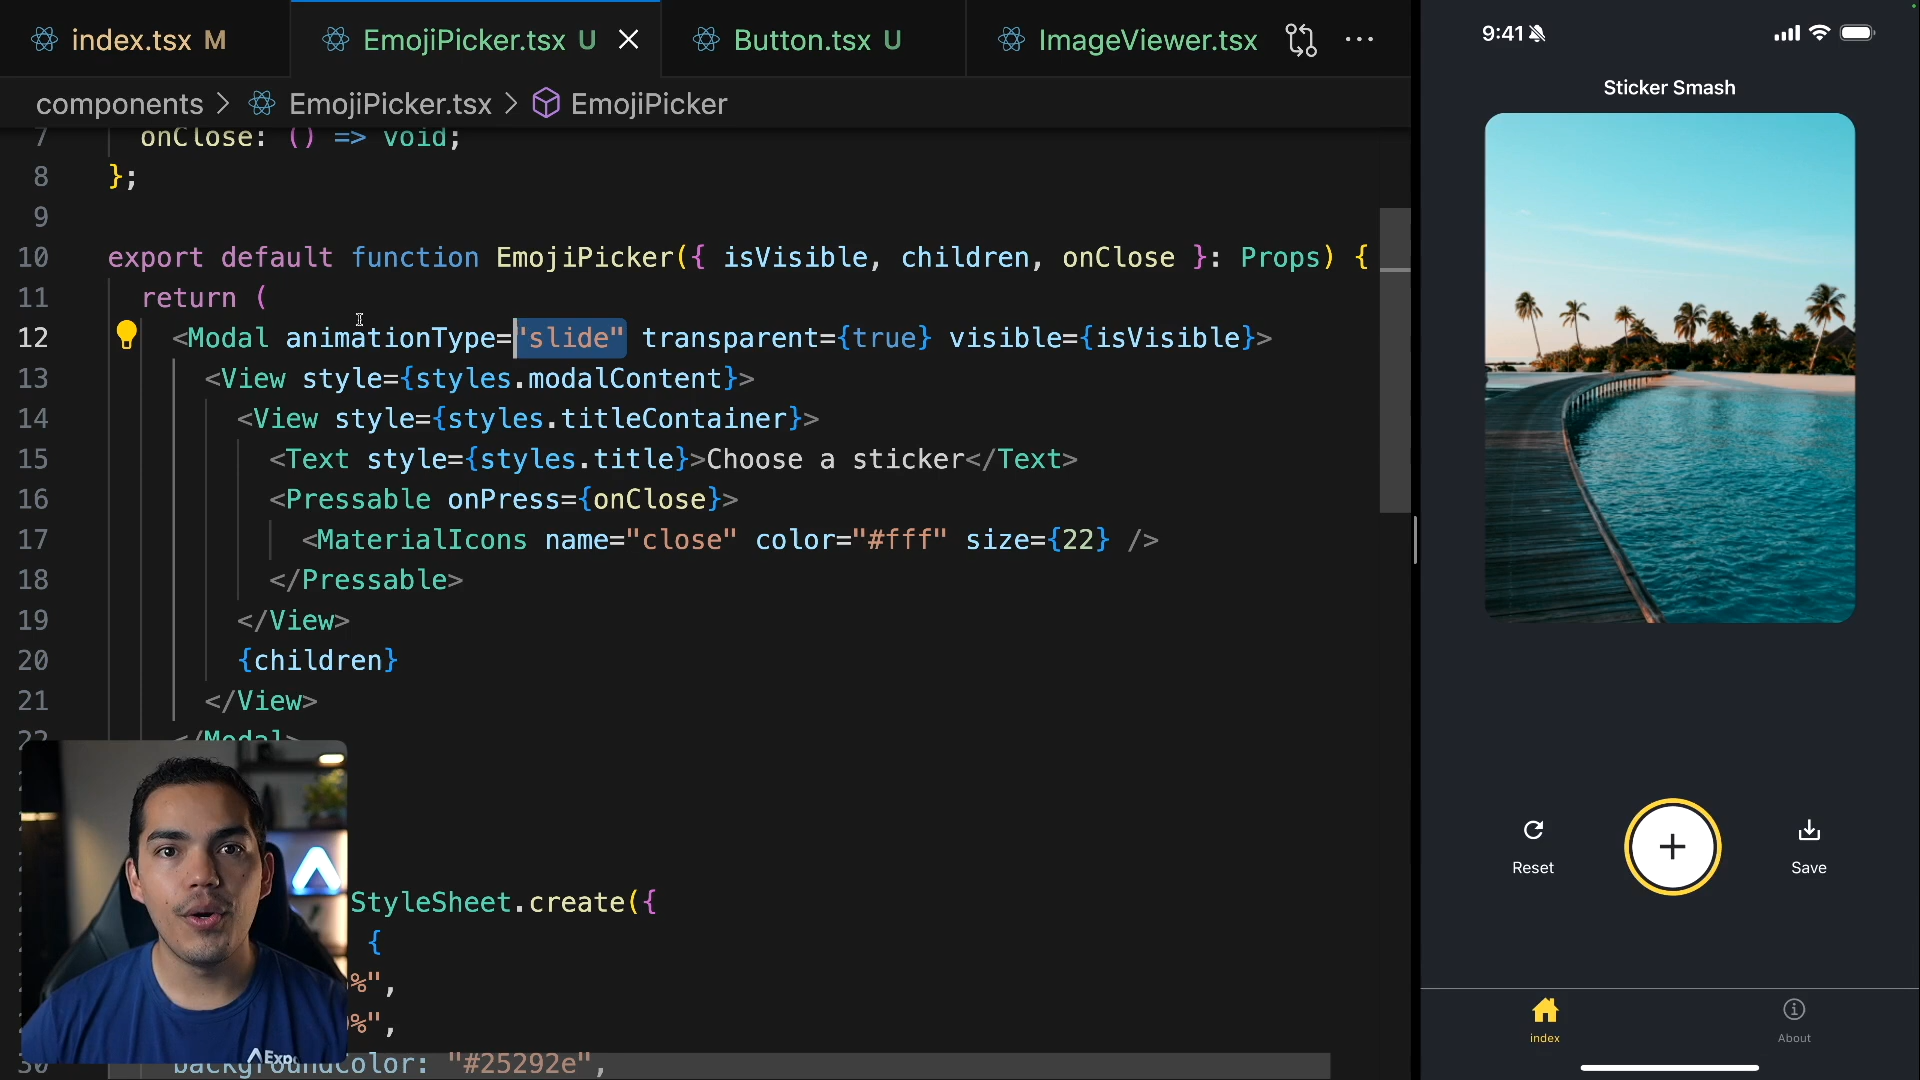 index.tsx M
EmojiPicker.tsx U
Button.tsx U
ImageViewer.tsx
components > EmojiPicker.tsx > EmojiPicker
7 onClose: () => void;
8 };
9
10 export default function EmojiPicker({ isVisible, children, onClose }: Props) {
11 return (
12 <Modal animationType="slide" transparent={true} visible={isVisible}>
13 <View style={styles.modalContent}>
14 <View style={styles.titleContainer}>
15 <Text style={styles.title}>Choose a sticker</Text>
16 <Pressable onPress={onClose}>
17 <MaterialIcons name="close" color="#fff" size={22} />
18 </Pressable>
19 </View>
20 {children}
21 </View>
22 </Modal>
StyleSheet.create({
{
%",
%",
30 backgroundColor: "#25292e",
Expo
9:41
Sticker Smash
Reset
+
Save
index
About